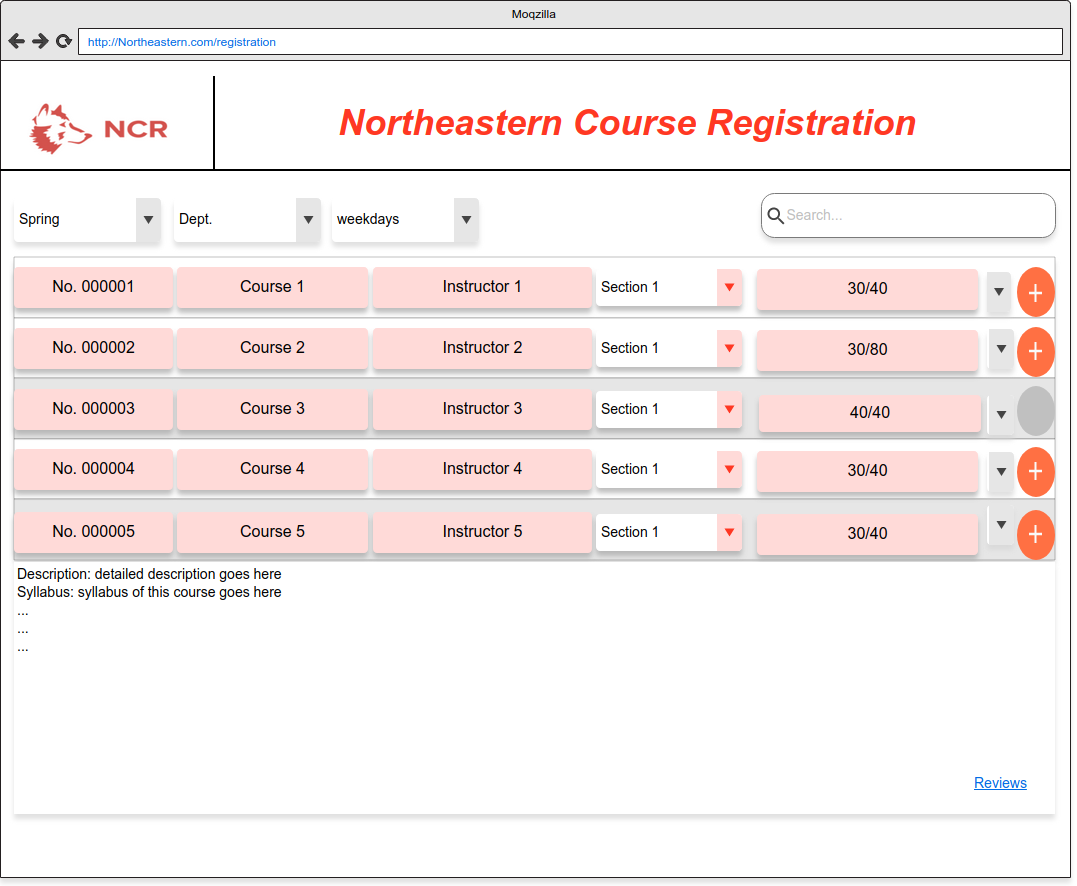 Moqzilla
http://Northeastern.com/registration
NCR
Northeastern Course Registration
Spring Dept. weekdays Search...
No. 000001 Course 1 Instructor 1 Section 1 30/40 +
No. 000002 Course 2 Instructor 2 Section 1 30/80 +
No. 000003 Course 3 Instructor 3 Section 1 40/40
No. 000004 Course 4 Instructor 4 Section 1 30/40 +
No. 000005 Course 5 Instructor 5 Section 1 30/40 +
Description: detailed description goes here
Syllabus: syllabus of this course goes here
...
...
...
Reviews